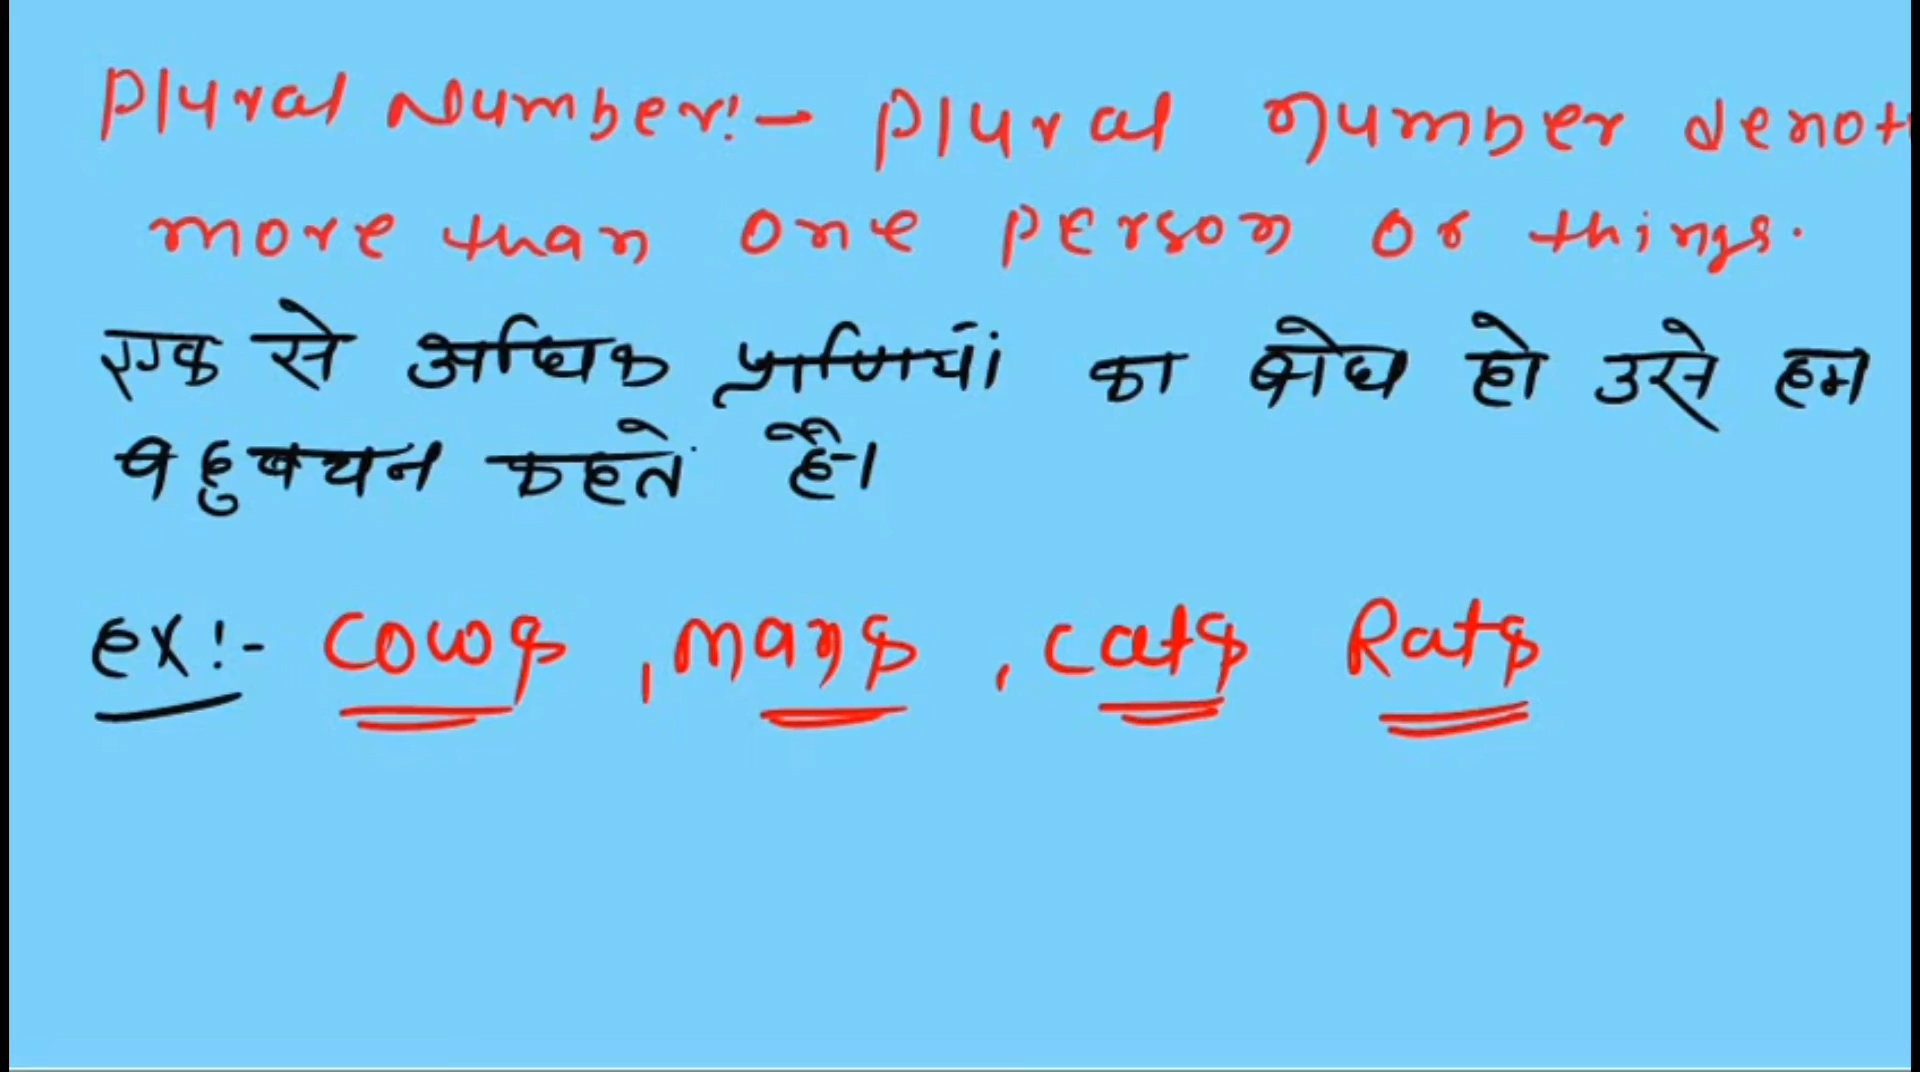 Plural Number:- Plural number denot
more than one person or things.
एक से अधिक प्राणियों का बोध हो उसे हम
बहुवचन कहते हैं।
ex:- Cows, mans, cats Rats